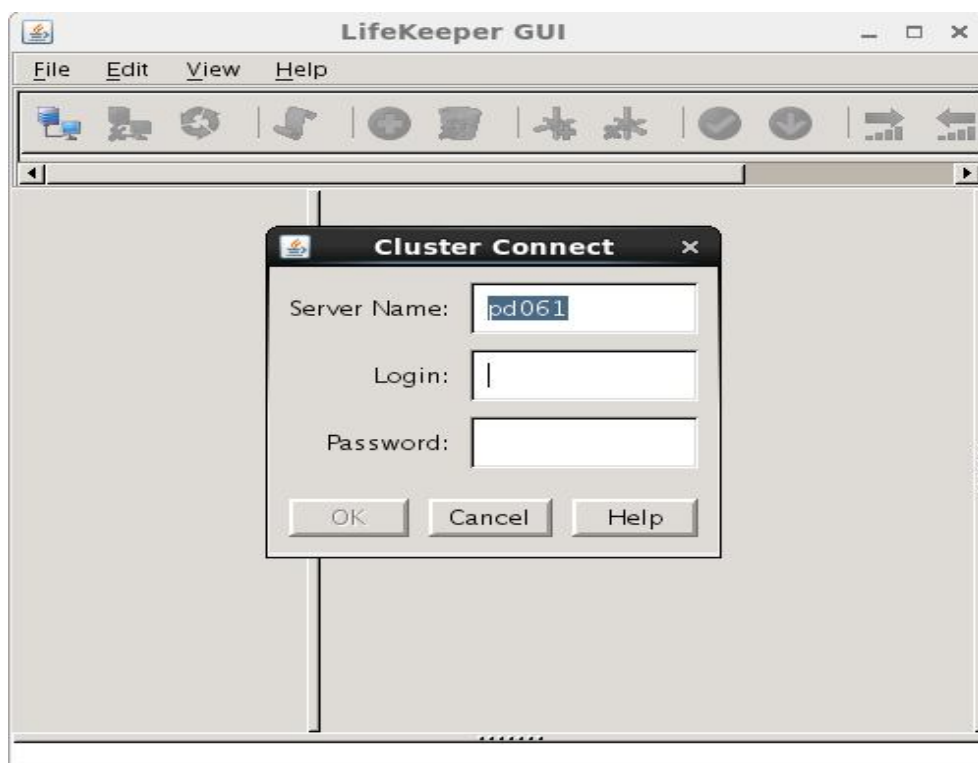 LifeKeeper GUI
File Edit View Help
Cluster Connect
Server Name: pd061
Login:
Password:
OK Cancel Help